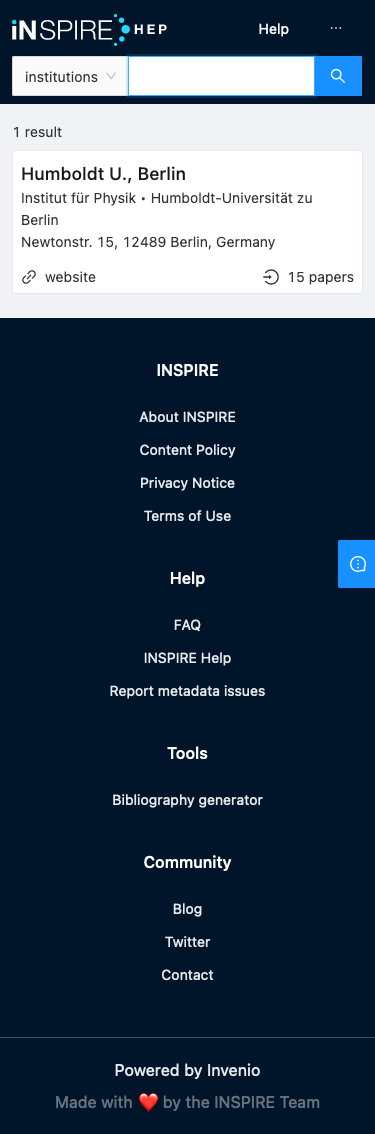 iNSPIRE HEP
Help
...
institutions
1 result
Humboldt U., Berlin
Institut für Physik • Humboldt-Universität zu
Berlin
Newtonstr. 15, 12489 Berlin, Germany
website
15 papers
INSPIRE
About INSPIRE
Content Policy
Privacy Notice
Terms of Use
Help
FAQ
INSPIRE Help
Report metadata issues
Tools
Bibliography generator
Community
Blog
Twitter
Contact
Powered by Invenio
Made with ❤️ by the INSPIRE Team